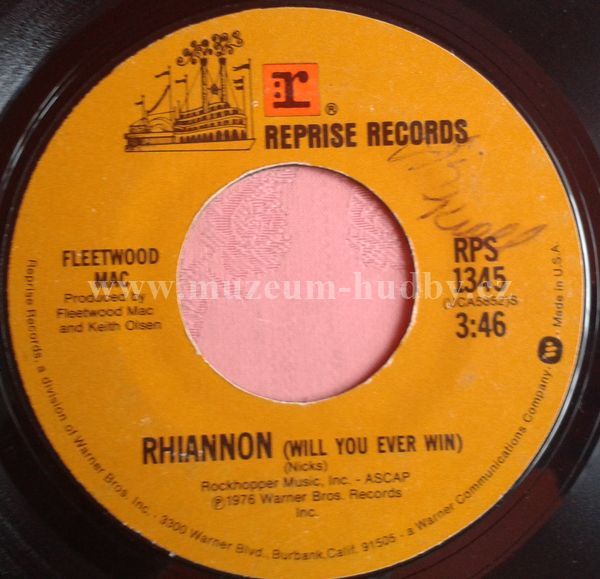 r ®
REPRISE RECORDS
FLEETWOOD
MAC
Produced by
Fleetwood Mac
and Keith Olsen
RPS
1345
(VCA5852)S
3:46
www.muzeum-hudby.cz
RHIANNON (WILL YOU EVER WIN)
(Nicks)
Rockhopper Music, Inc. - ASCAP
℗1976 Warner Bros. Records
Inc.
Reprise Records, a division of Warner Bros. Inc. - 3300 Warner Blvd., Burbank, Calif. 91505 - a Warner Communications Company. W - Made in U.S.A.